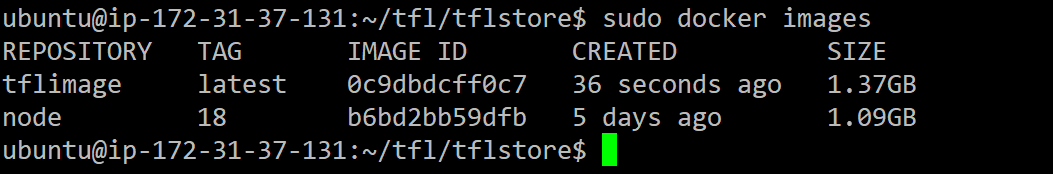 ubuntu@ip-172-31-37-131:~/tfl/tflstore$ sudo docker images
REPOSITORY   TAG       IMAGE ID       CREATED          SIZE
tflimage     latest    0c9dbdcff0c7   36 seconds ago   1.37GB
node         18        b6bd2bb59dfb   5 days ago       1.09GB
ubuntu@ip-172-31-37-131:~/tfl/tflstore$